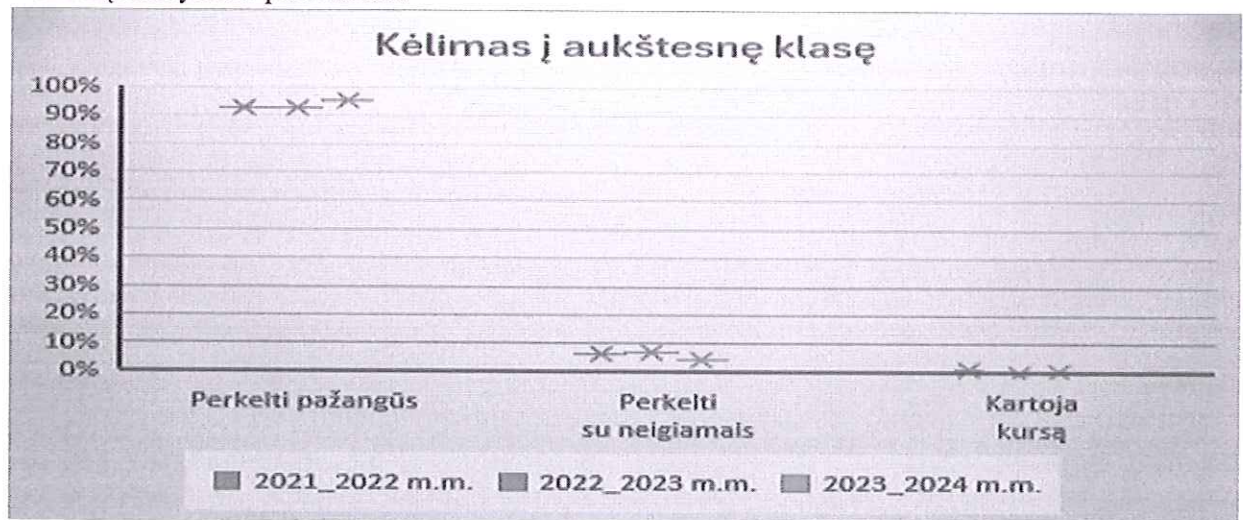 Kėlimas į aukštesnę klasę
100%
90%
80%
70%
60%
50%
40%
30%
20%
10%
0%
Perkelti pažangūs
Perkelti
su neigiamais
Kartoja
kursą
2021_2022 m.m.
2022_2023 m.m.
2023_2024 m.m.